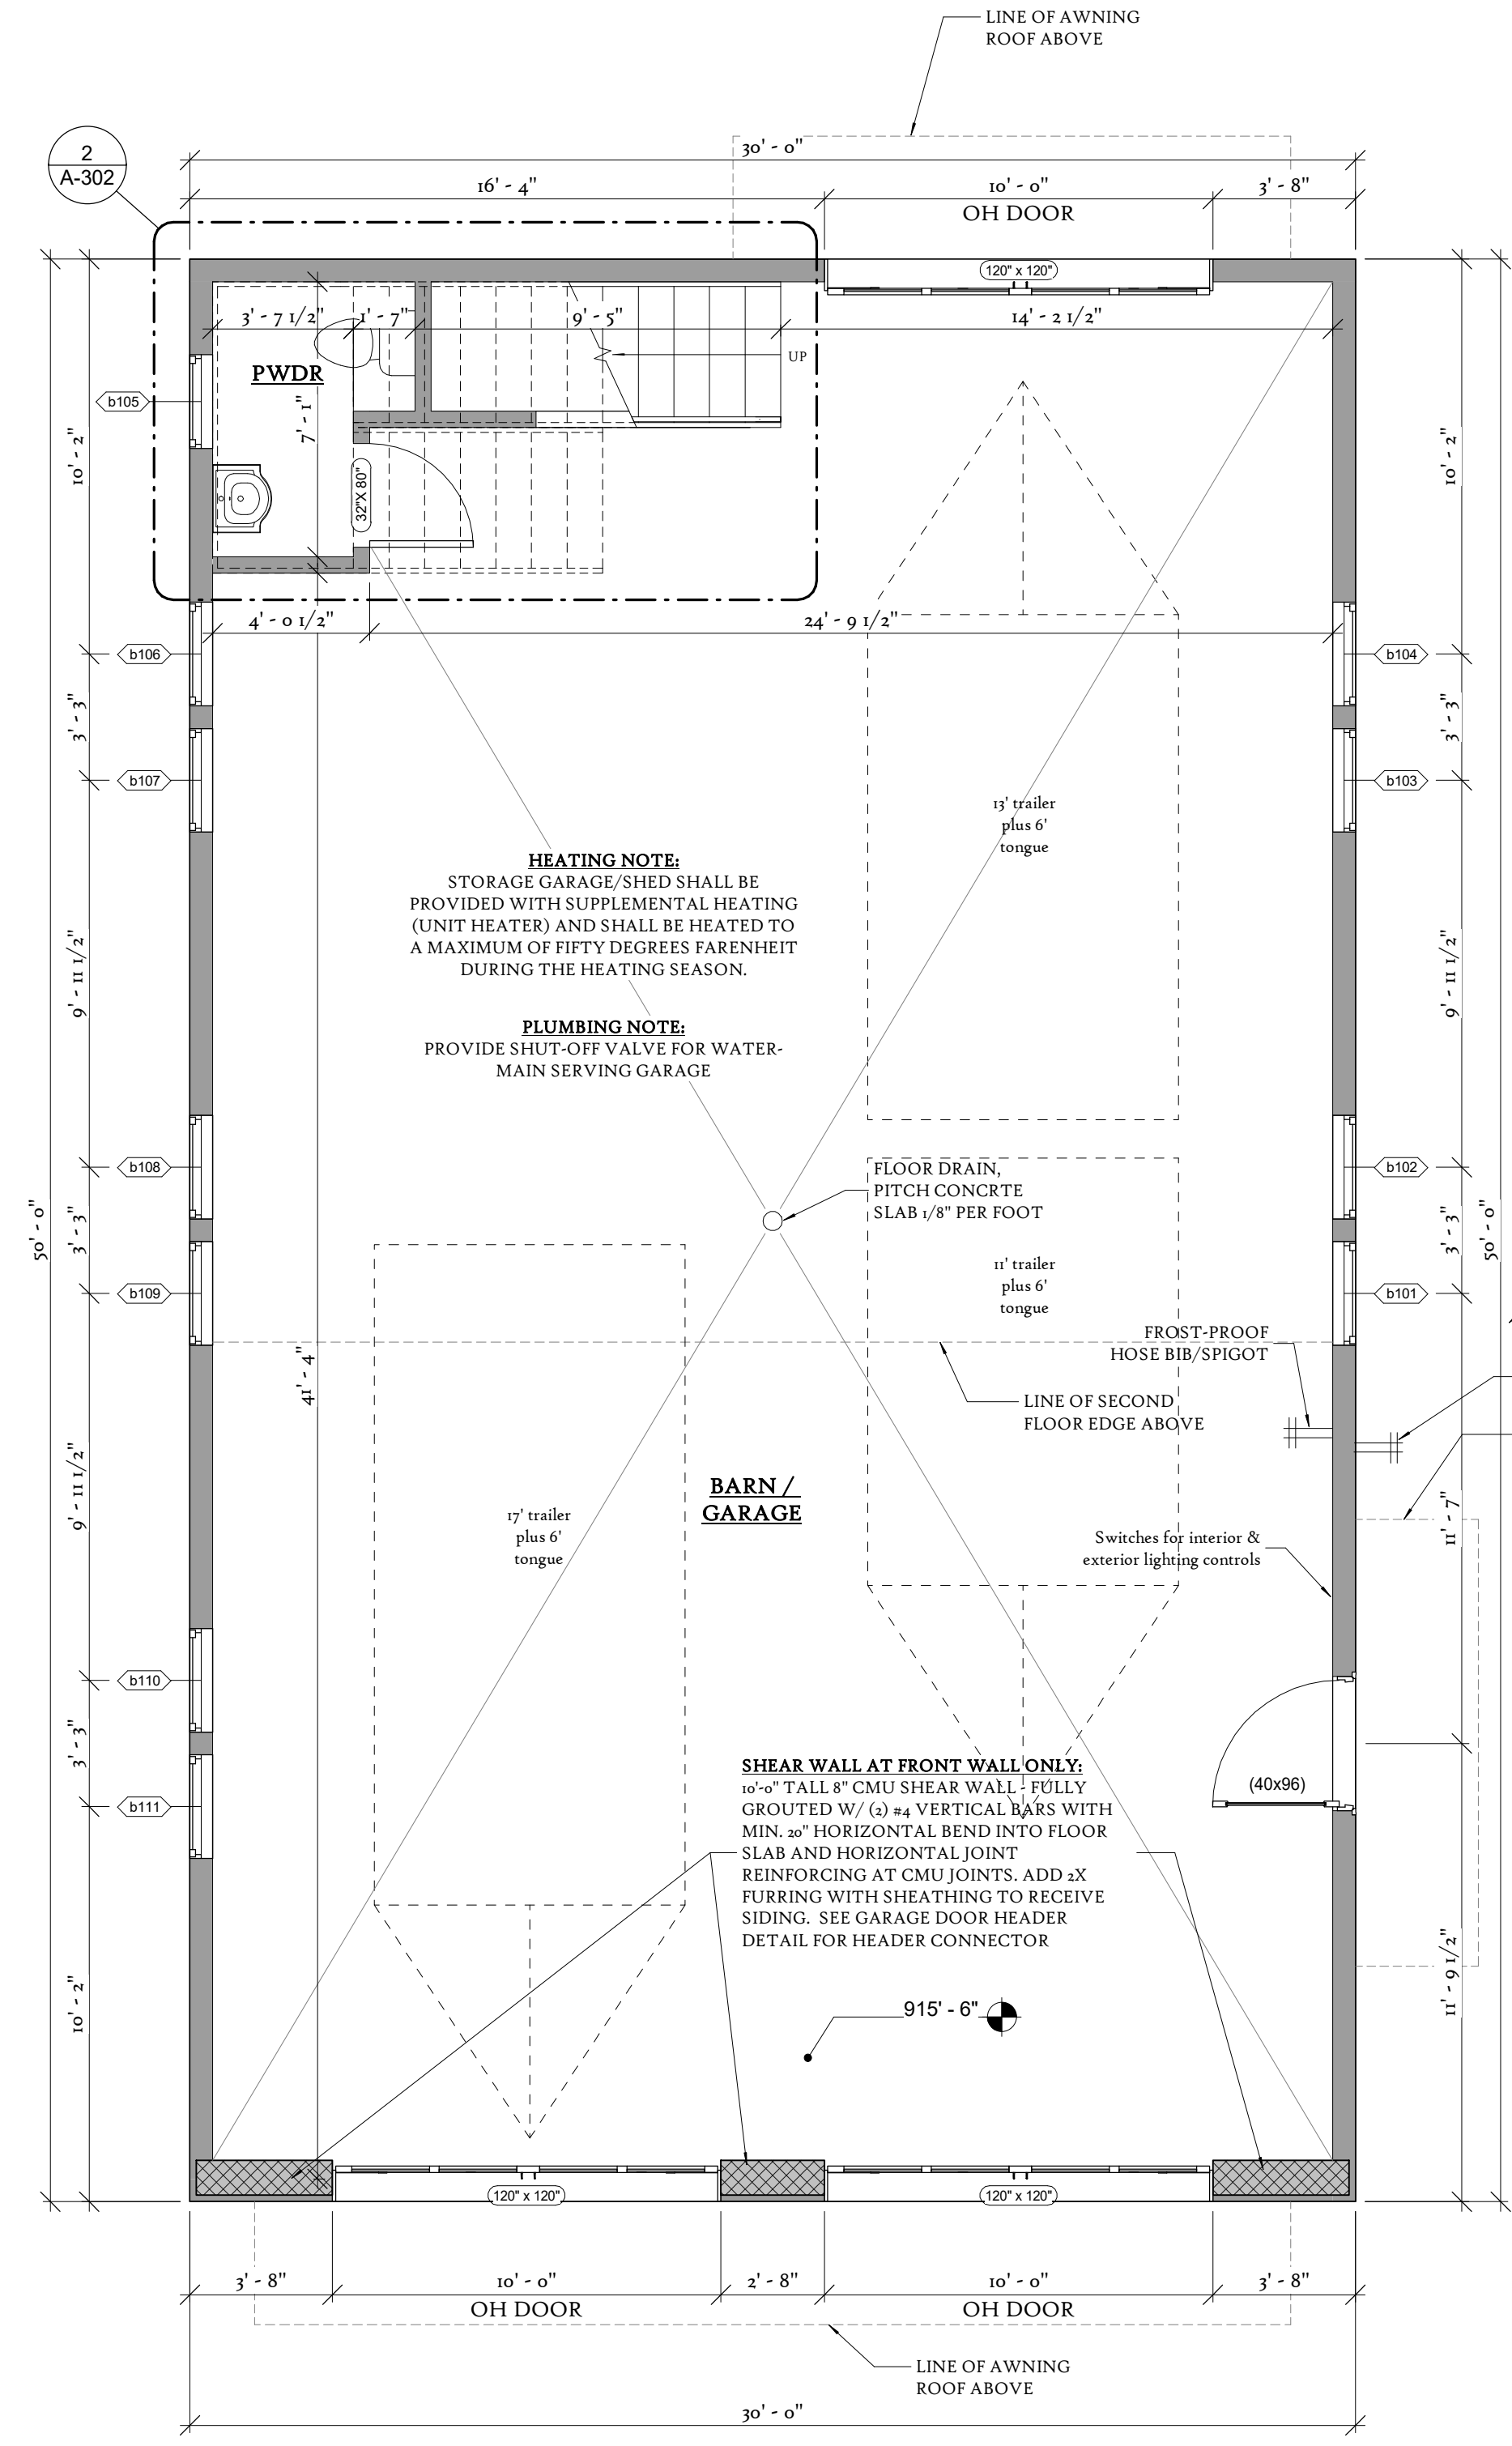 LINE OF AWNING
ROOF ABOVE
2
A-302
30' - 0"
16' - 4"
10' - 0"
3' - 8"
OH DOOR
120" x 120"
3' - 7 1/2"
1' - 7"
9' - 5"
14' - 2 1/2"
UP
PWDR
b105
7' - 1"
10' - 2"
10' - 2"
32"X 80"
4' - 0 1/2"
24' - 9 1/2"
b106
b104
3' - 3"
3' - 3"
b107
b103
13' trailer
plus 6'
tongue
HEATING NOTE:
STORAGE GARAGE/SHED SHALL BE
PROVIDED WITH SUPPLEMENTAL HEATING
(UNIT HEATER) AND SHALL BE HEATED TO
A MAXIMUM OF FIFTY DEGREES FARENHEIT
DURING THE HEATING SEASON.
9' - 11 1/2"
9' - 11 1/2"
PLUMBING NOTE:
PROVIDE SHUT-OFF VALVE FOR WATER-
MAIN SERVING GARAGE
b108
b102
FLOOR DRAIN,
PITCH CONCRTE
SLAB 1/8" PER FOOT
50' - 0"
3' - 3"
3' - 3"
50' - 0"
11' trailer
plus 6'
tongue
b109
b101
FROST-PROOF
HOSE BIB/SPIGOT
41' - 4"
LINE OF SECOND
FLOOR EDGE ABOVE
9' - 11 1/2"
BARN /
GARAGE
17' trailer
plus 6'
tongue
11' - 7"
Switches for interior &
exterior lighting controls
b110
3' - 3"
b111
SHEAR WALL AT FRONT WALL ONLY:
10'-0" TALL 8" CMU SHEAR WALL - FULLY
GROUTED W/ (2) #4 VERTICAL BARS WITH
MIN. 20" HORIZONTAL BEND INTO FLOOR
SLAB AND HORIZONTAL JOINT
REINFORCING AT CMU JOINTS. ADD 2X
FURRING WITH SHEATHING TO RECEIVE
SIDING. SEE GARAGE DOOR HEADER
DETAIL FOR HEADER CONNECTOR
(40x96)
10' - 2"
11' - 9 1/2"
915' - 6"
120" x 120"
120" x 120"
3' - 8"
10' - 0"
2' - 8"
10' - 0"
3' - 8"
OH DOOR
OH DOOR
LINE OF AWNING
ROOF ABOVE
30' - 0"